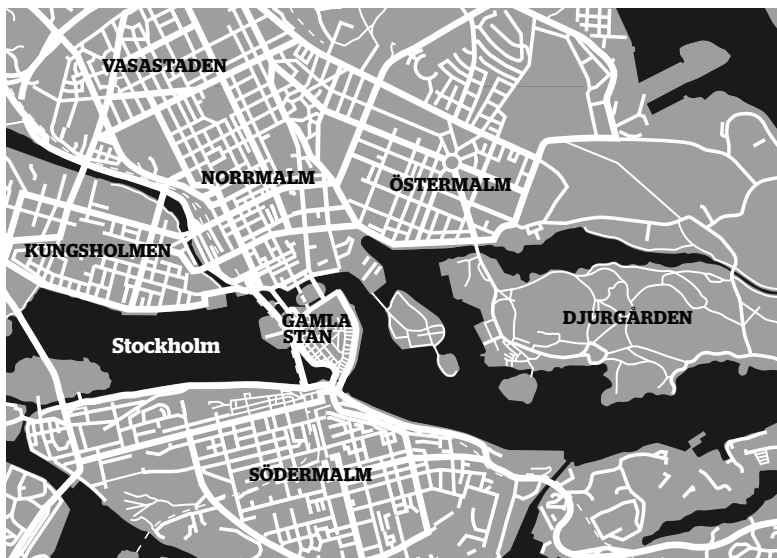 VASASTADEN
NORRMALM
ÖSTERMALM
KUNGSHOLMEN
GAMLA
STAN
DJURGÅRDEN
Stockholm
SÖDERMALM